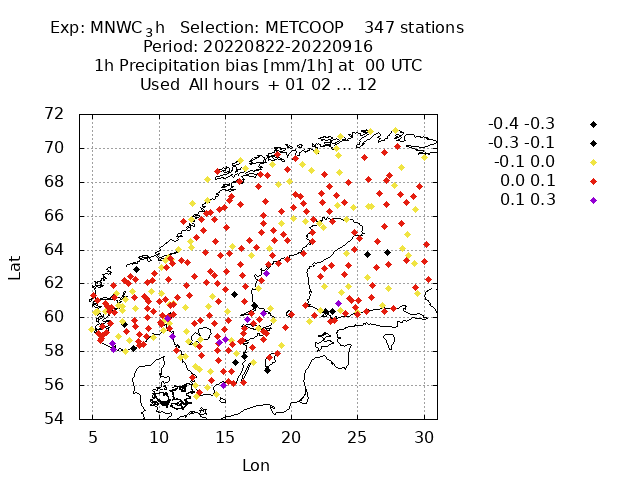 Exp: MNWC_3h Selection: METCOOP 347 stations
Period: 20220822-20220916
1h Precipitation bias [mm/1h] at 00 UTC
Used All hours + 01 02 ... 12
-0.4 -0.3
-0.3 -0.1
-0.1 0.0
0.0 0.1
0.1 0.3
72
70
68
66
64
62
60
58
56
54
Lat
5 10 15 20 25 30
Lon